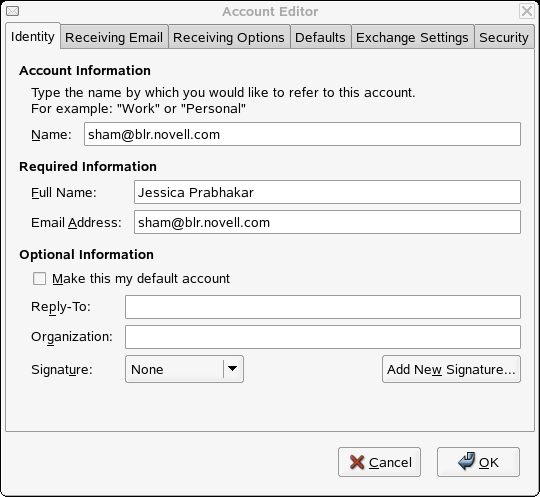 Account Editor
Identity Receiving Email Receiving Options Defaults Exchange Settings Security
Account Information
Type the name by which you would like to refer to this account.
For example: "Work" or "Personal"
Name: sham@blr.novell.com
Required Information
Full Name: Jessica Prabhakar
Email Address: sham@blr.novell.com
Optional Information
Make this my default account
Reply-To:
Organization:
Signature: None Add New Signature...
Cancel OK